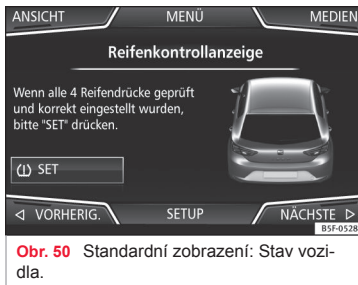 ANSICHT MENÜ MEDIEN
Reifenkontrollanzeige
Wenn alle 4 Reifendrücke geprüft
und korrekt eingestellt wurden,
bitte "SET" drücken.
SET
VORHERIG. SETUP NÄCHSTE
B5F-0528
Obr. 50 Standardní zobrazení: Stav vozi-
dla.